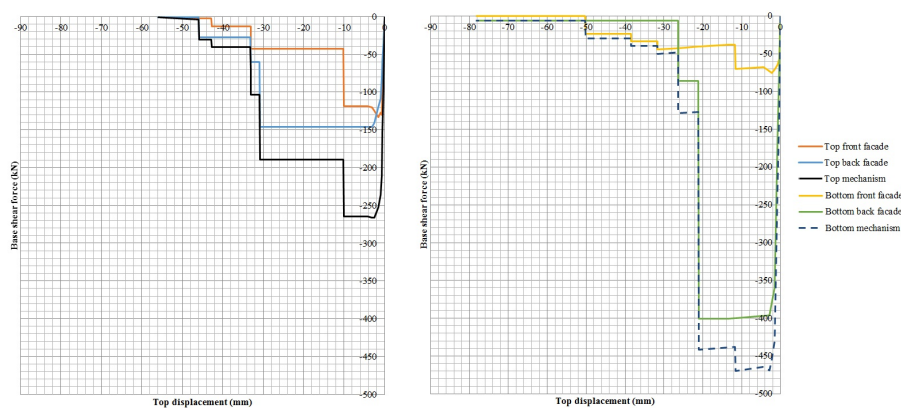 -90 -80 -70 -60 -50 -40 -30 -20 -10 0
0
-50
-100
-150
-200
-250
-300
-350
-400
-450
-500
Base shear force (kN)
Top displacement (mm)
-90 -80 -70 -60 -50 -40 -30 -20 -10 0
0
-50
-100
-150
-200
-250
-300
-350
-400
-450
-500
Base shear force (kN)
Top displacement (mm)
Top front facade
Top back facade
Top mechanism
Bottom front facade
Bottom back facade
Bottom mechanism